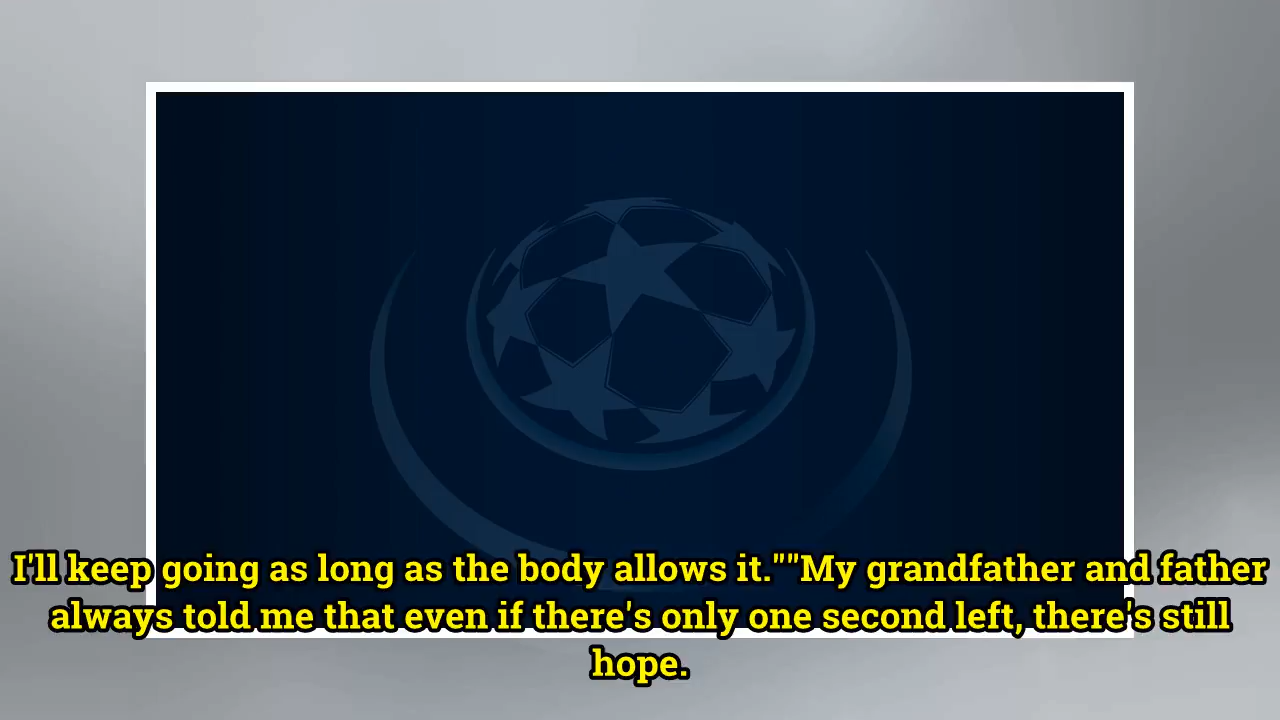 I'll keep going as long as the body allows it.""My grandfather and father
always told me that even if there's only one second left, there's still
hope.